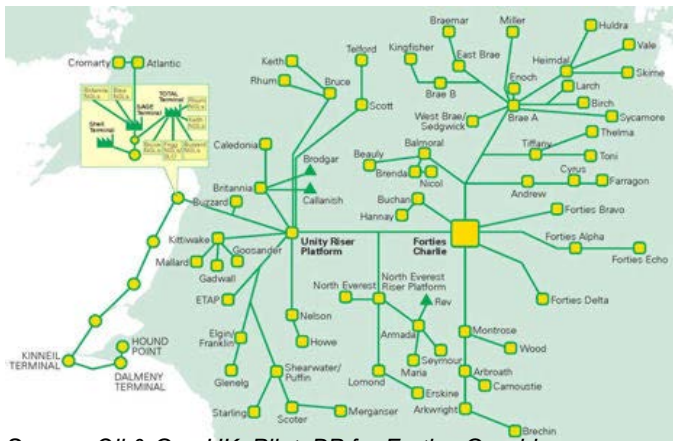 Cromarty
Atlantic
SAGE
Terminal
TOTAL
Terminal
Shell
Terminal
Keith
Rhum
Bruce
Telford
Scott
Caledonia
Brodgar
Britannia
Callanish
Buzzard
Kittiwake
Goosander
Mallard
Gadwall
Unity Riser
Platform
ETAP
Elgin/
Franklin
Glenelg
Nelson
Howe
Shearwater/
Puffin
Starling
Scoter
Merganser
KINNEIL
TERMINAL
HOUND
POINT
DALMENY
TERMINAL
Braemar
Miller
Huldra
Kingfisher
East Brae
Heimdal
Vale
Skime
Brae B
Enoch
Larch
Birch
Brae A
Sycamore
West Brae/
Sedgwick
Thelma
Balmoral
Tiffany
Toni
Beauly
Brenda
Nicol
Cyrus
Andrew
Farragon
Buchan
Hannay
Forties
Charlie
Forties Bravo
Forties Alpha
Forties Echo
Forties Delta
North Everest
North Everest
Riser Platform
Rev
Armada
Seymour
Maria
Lomond
Erskine
Montrose
Wood
Arbroath
Carnoustie
Arkwright
Brechin